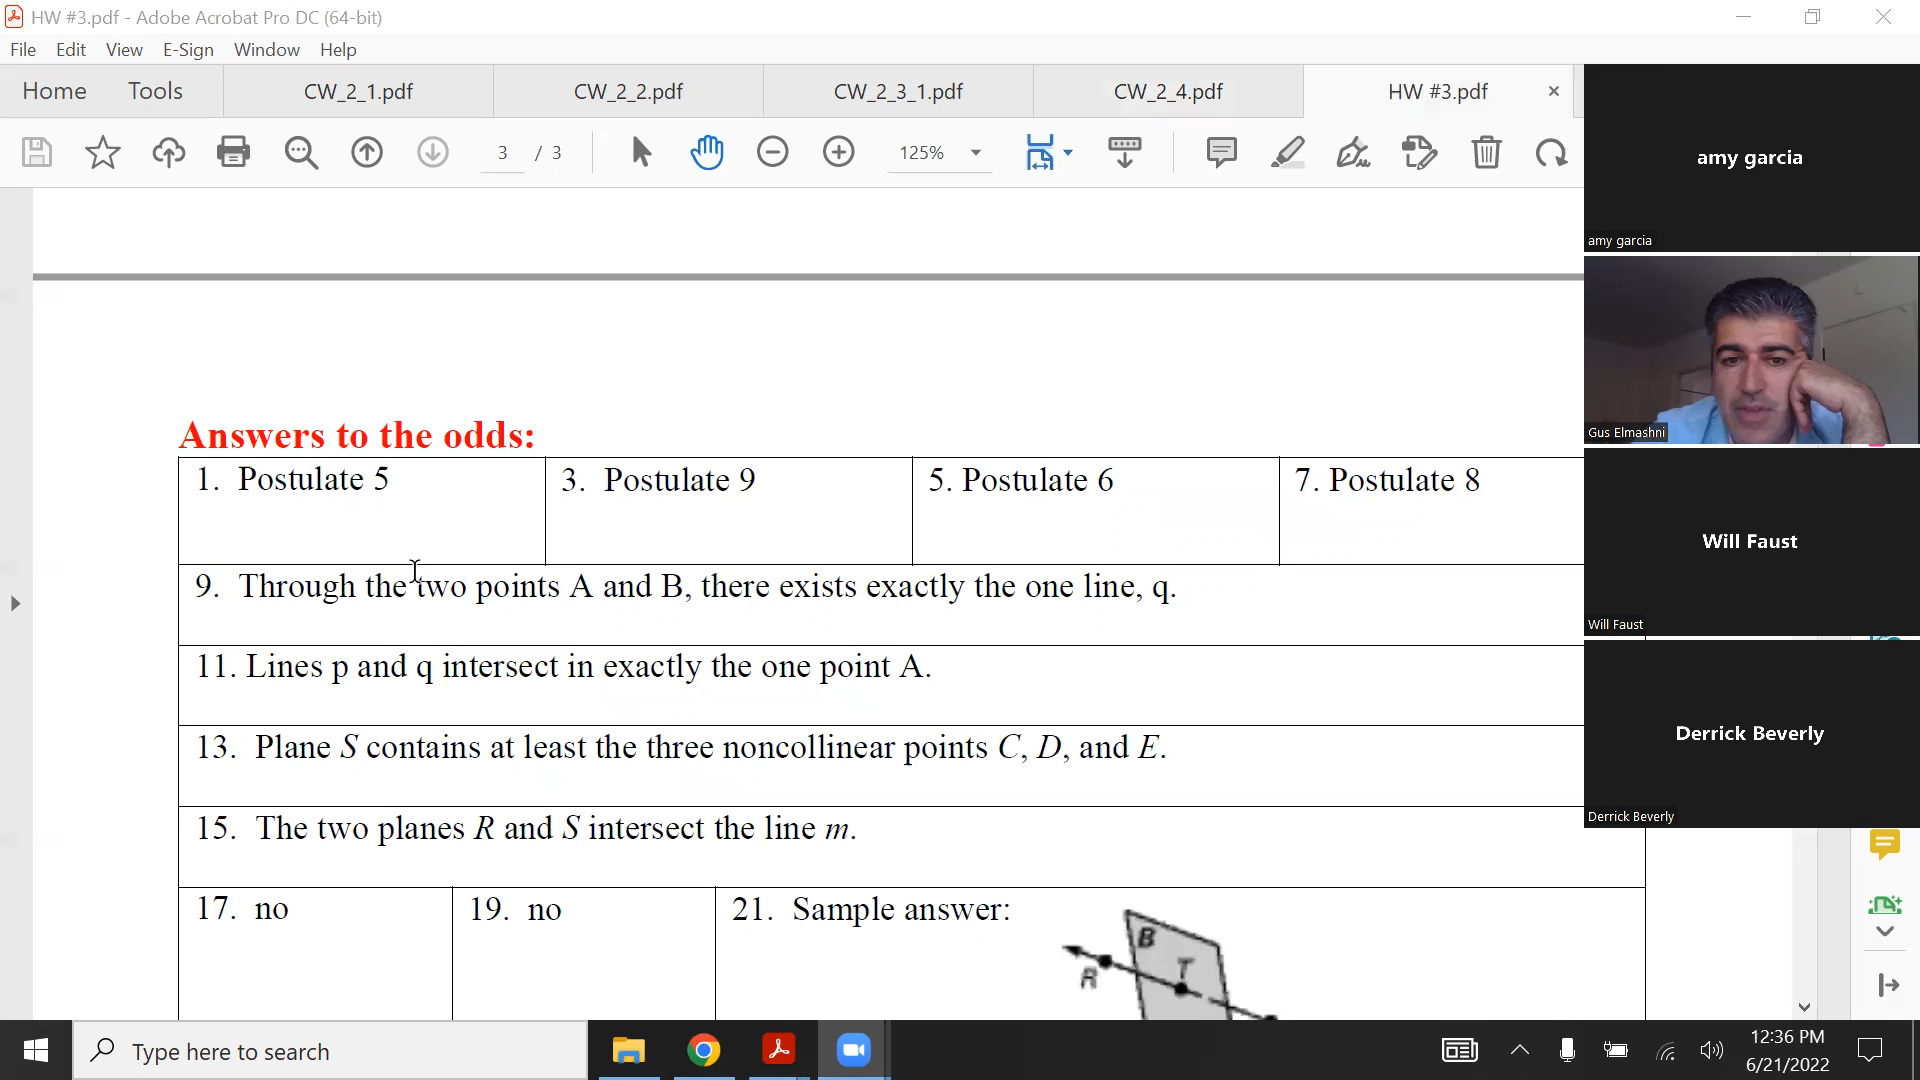 HW #3.pdf - Adobe Acrobat Pro DC (64-bit)
File Edit View E-Sign Window Help
Home Tools CW_2_1.pdf CW_2_2.pdf CW_2_3_1.pdf CW_2_4.pdf HW #3.pdf
3 / 3 125%
amy garcia
amy garcia
Gus Elmashni
Will Faust
Will Faust
Derrick Beverly
Derrick Beverly
Answers to the odds:
1. Postulate 5 3. Postulate 9 5. Postulate 6 7. Postulate 8
9. Through the two points A and B, there exists exactly the one line, q.
11. Lines p and q intersect in exactly the one point A.
13. Plane S contains at least the three noncollinear points C, D, and E.
15. The two planes R and S intersect the line m.
17. no 19. no 21. Sample answer:
B
T
R
Type here to search
12:36 PM
6/21/2022